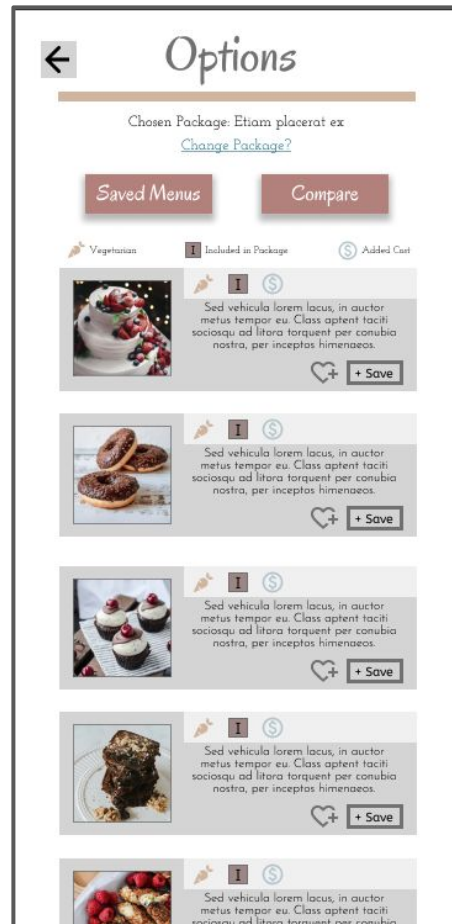 Options
Chosen Package: Etiam placerat ex
Change Package?
Saved Menus Compare
Vegetarian I Included in Package $ Added Cost
I $
Sed vehicula lorem lacus, in auctor
metus tempor eu. Class aptent taciti
sociosqu ad litora torquent per conubia
nostra, per inceptos himenaeos.
+ Save
I $
Sed vehicula lorem lacus, in auctor
metus tempor eu. Class aptent taciti
sociosqu ad litora torquent per conubia
nostra, per inceptos himenaeos.
+ Save
I $
Sed vehicula lorem lacus, in auctor
metus tempor eu. Class aptent taciti
sociosqu ad litora torquent per conubia
nostra, per inceptos himenaeos.
+ Save
I $
Sed vehicula lorem lacus, in auctor
metus tempor eu. Class aptent taciti
sociosqu ad litora torquent per conubia
nostra, per inceptos himenaeos.
+ Save
I $
Sed vehicula lorem lacus, in auctor
metus tempor eu. Class aptent taciti
sociosqu ad litora torquent per conubia